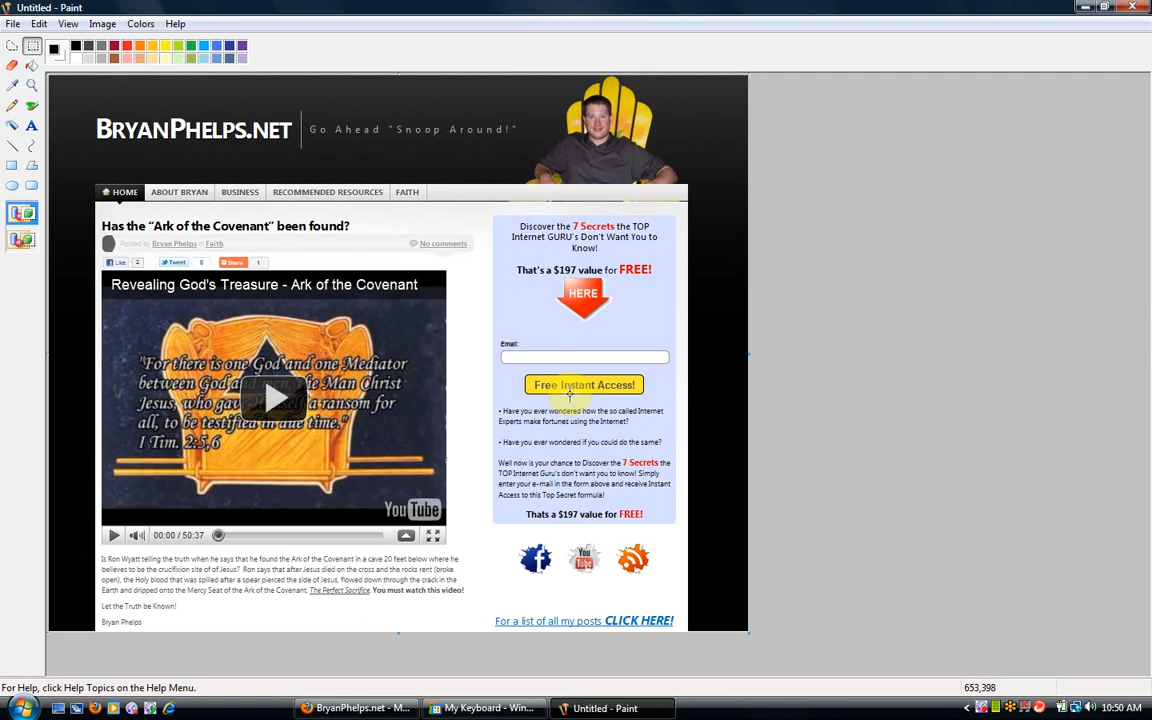 Untitled - Paint
File Edit View Image Colors Help
BRYANPHELPS.NET
Go Ahead "Snoop Around!"
HOME ABOUT BRYAN BUSINESS RECOMMENDED RESOURCES FAITH
Has the “Ark of the Covenant” been found?
Posted by Bryan Phelps in Faith
No comments
Like 2 Tweet 0 Share 1
Revealing God's Treasure - Ark of the Covenant
"For there is one God and one Mediator
between God and men, the Man Christ
Jesus, who gave Himself a ransom for
all, to be testified in due time."
I Tim. 2:5,6
YouTube
00:00 / 50:37
Is Ron Wyatt telling the truth when he says that he found the Ark of the Covenant in a cave 20 feet below where he
believes to be the crucifixion site of of Jesus? Ron says that after Jesus died on the cross and the rocks rent (broke
open), the Holy blood that was spilled after a spear pierced the side of Jesus, flowed down through the crack in the
Earth and dripped onto the Mercy Seat of the Ark of the Covenant. The Perfect Sacrifice. You must watch this video!
Let the Truth be Known!
Bryan Phelps
Discover the 7 Secrets the TOP
Internet GURU's Don't Want You to
Know!
That's a $197 value for FREE!
HERE
Email:
Free Instant Access!
• Have you ever wondered how the so called Internet
Experts make fortunes using the Internet?
• Have you ever wondered if you could do the same?
Well now is your chance to Discover the 7 Secrets the
TOP Internet Guru's don't want you to know! Simply
enter your e-mail in the form above and receive Instant
Access to this Top Secret formula!
Thats a $197 value for FREE!
You
Tube
For a list of all my posts CLICK HERE!
For Help, click Help Topics on the Help Menu.
653,398
BryanPhelps.net - M...
My Keyboard - Win...
Untitled - Paint
10:50 AM